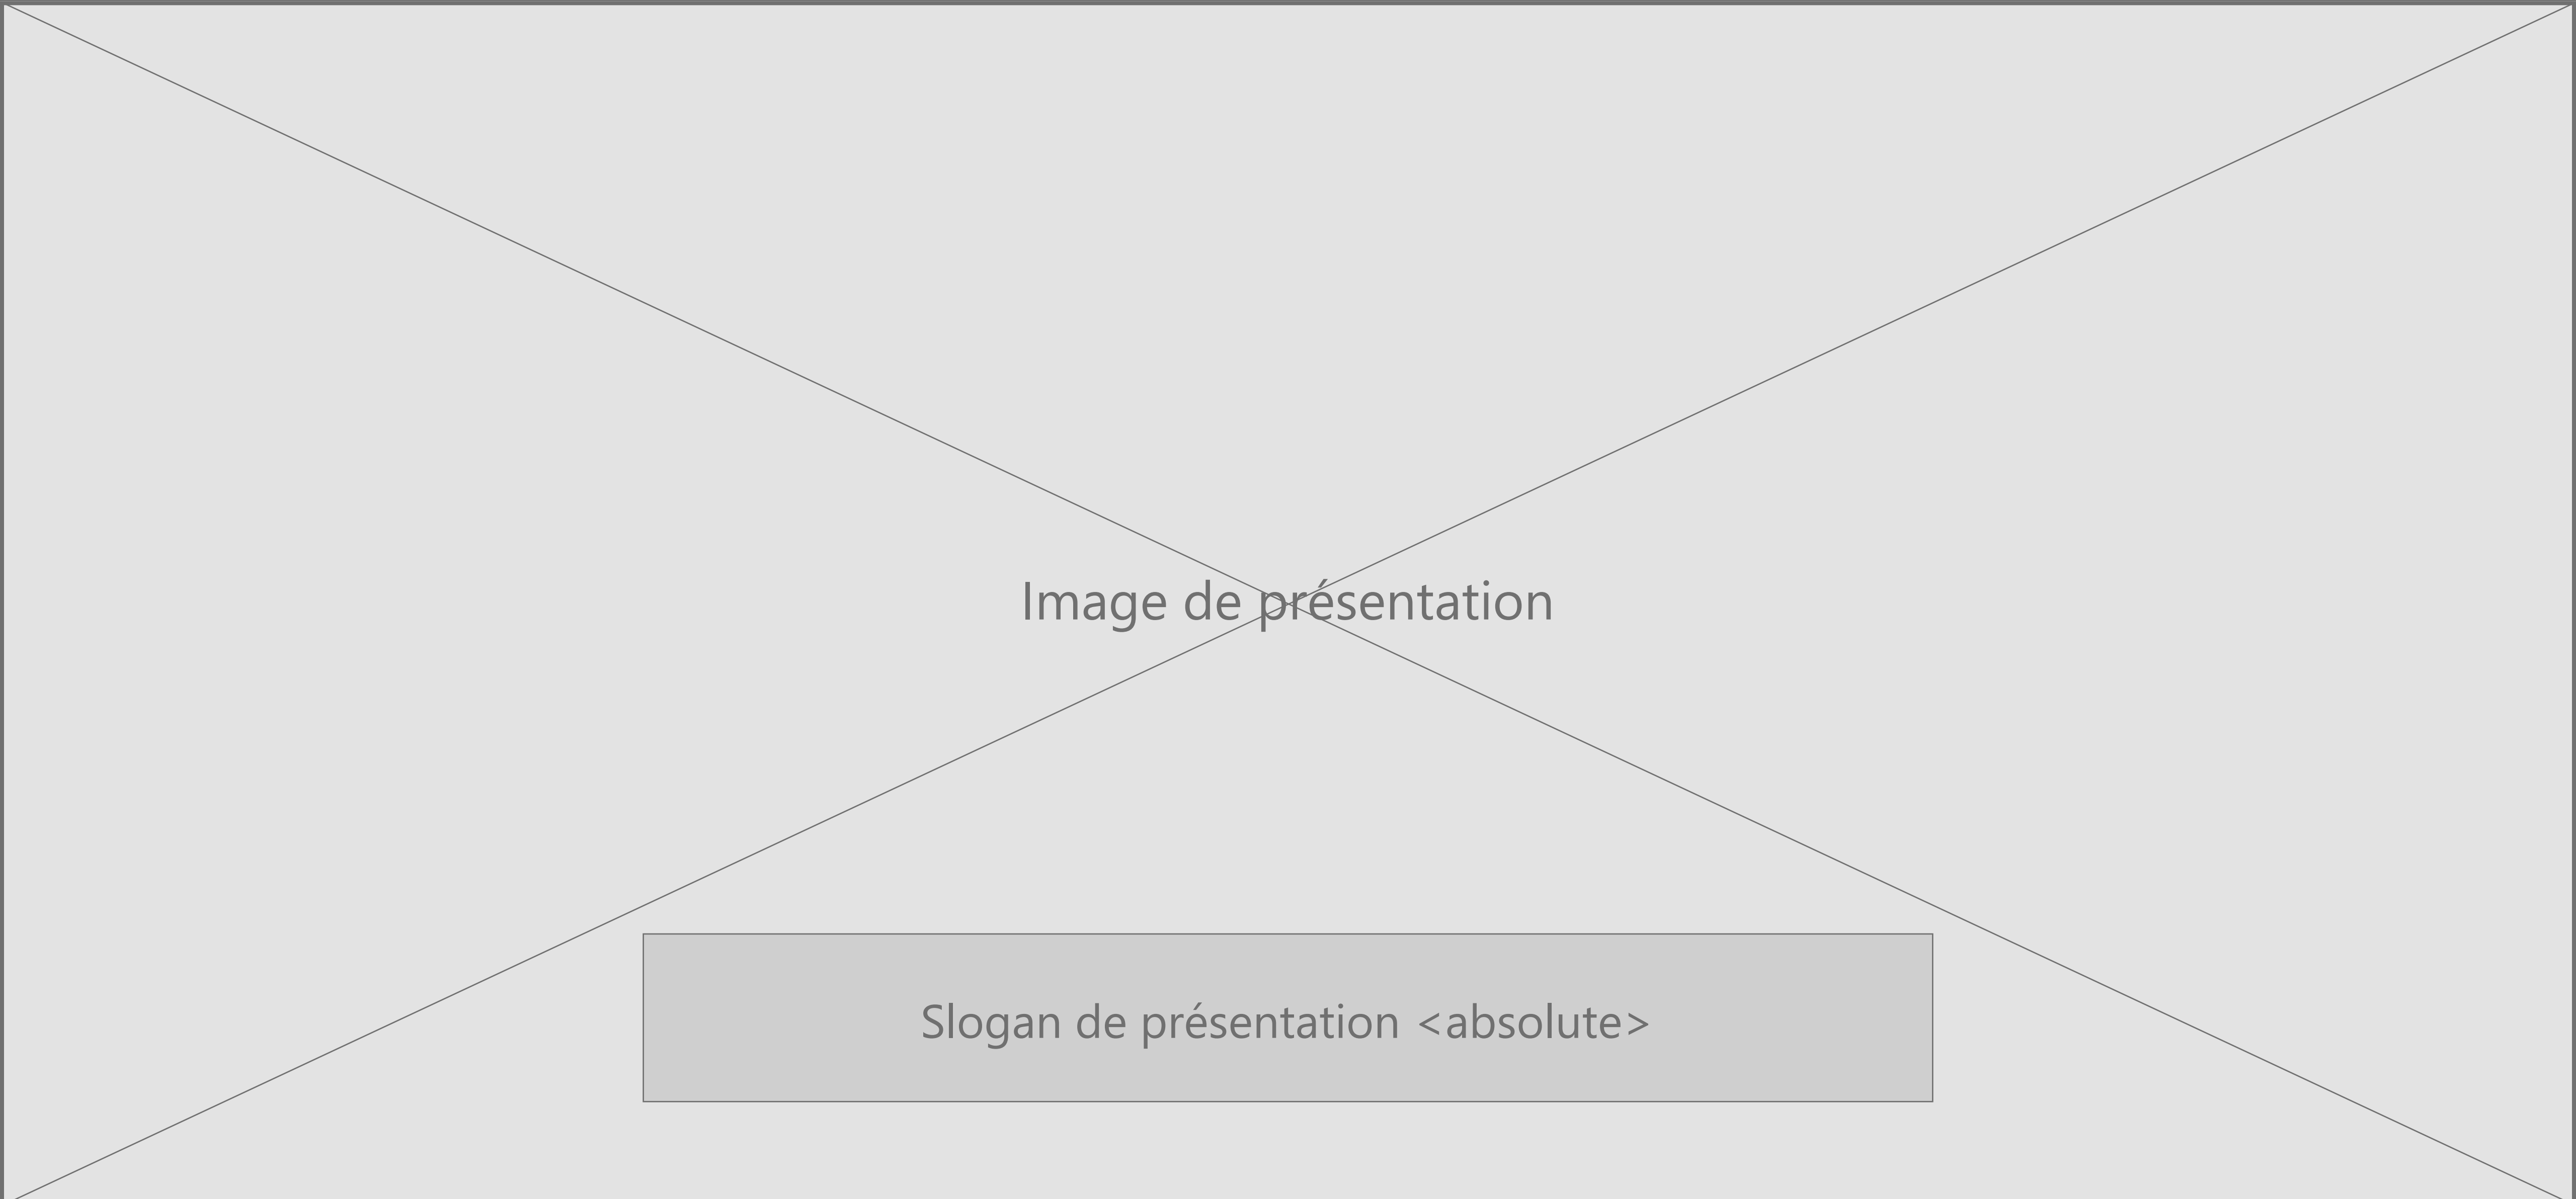 Image de présentation
Slogan de présentation <absolute>